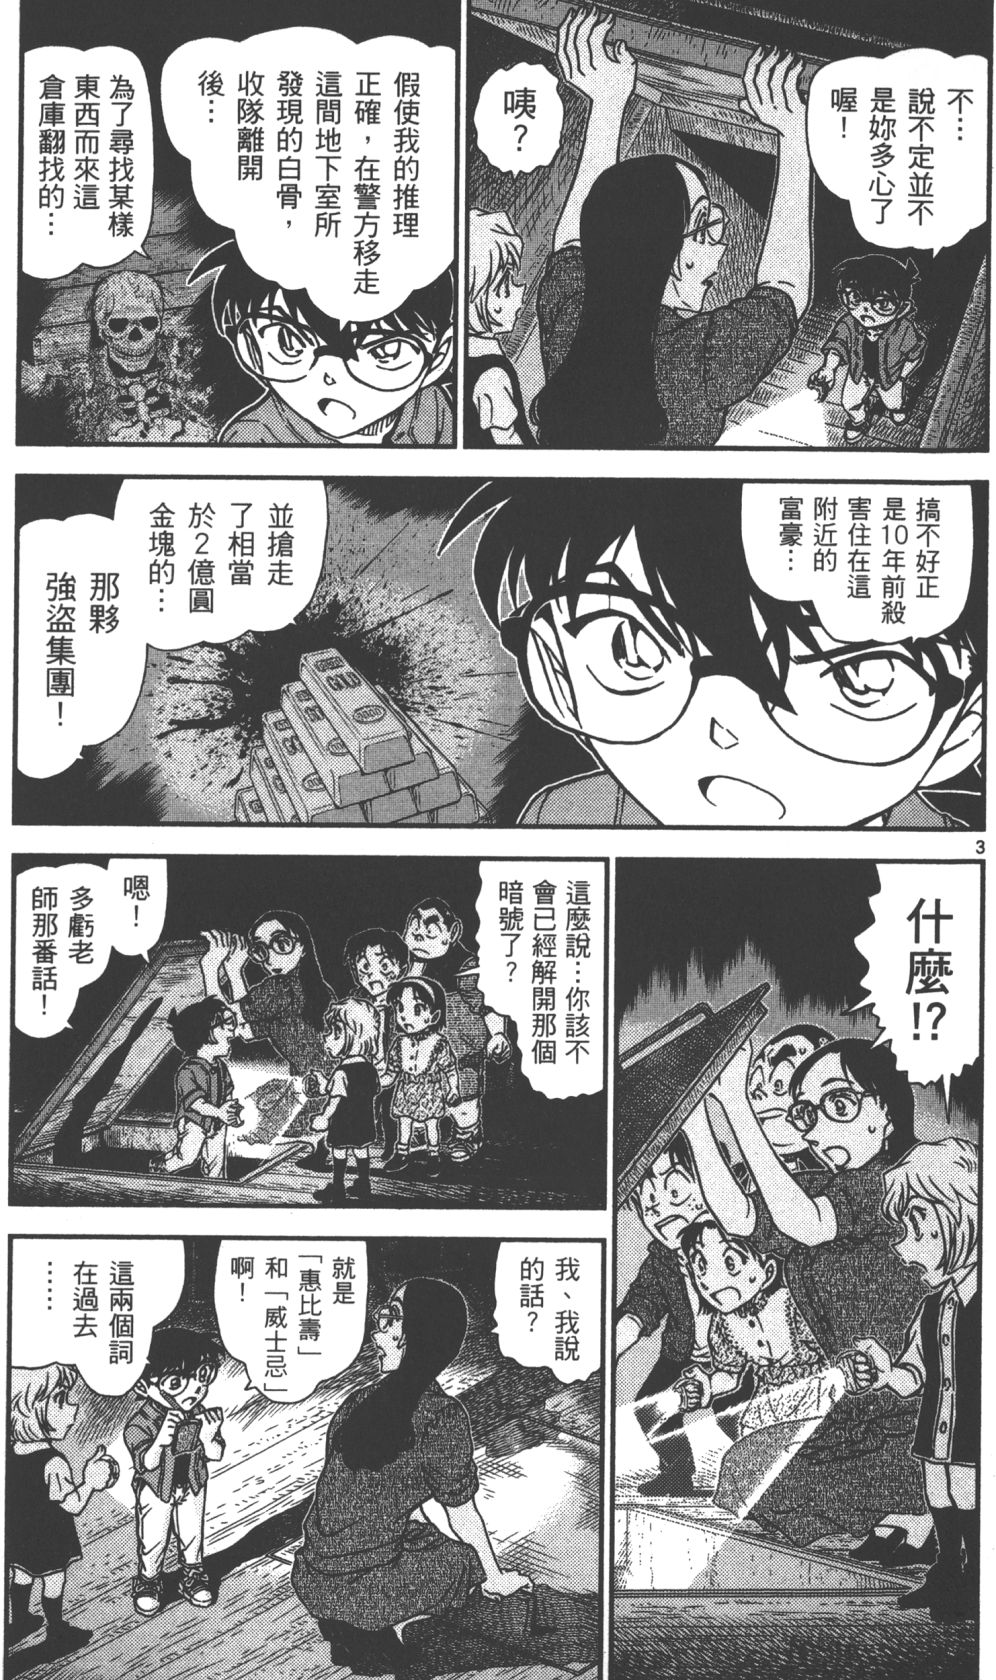 不…
說不定並不
是妳多心了
喔！
咦？
假使我的推理
正確，在警方移走
這間地下室所
發現的白骨，
收隊離開
後…
為了尋找某樣
東西而來這
倉庫翻找的…
搞不好正
是10年前殺
害住在這
附近的
富豪…
並搶走
了相當
於2億圓
金塊的…
那夥
強盜集團！
3
什麼!?
這麼說…你該不
會已經解開那個
暗號了？
嗯！
多虧老
師那番話！
我、我說
的話？
就是
「惠比壽」
和「威士忌」
啊！
這兩個詞
在過去
……